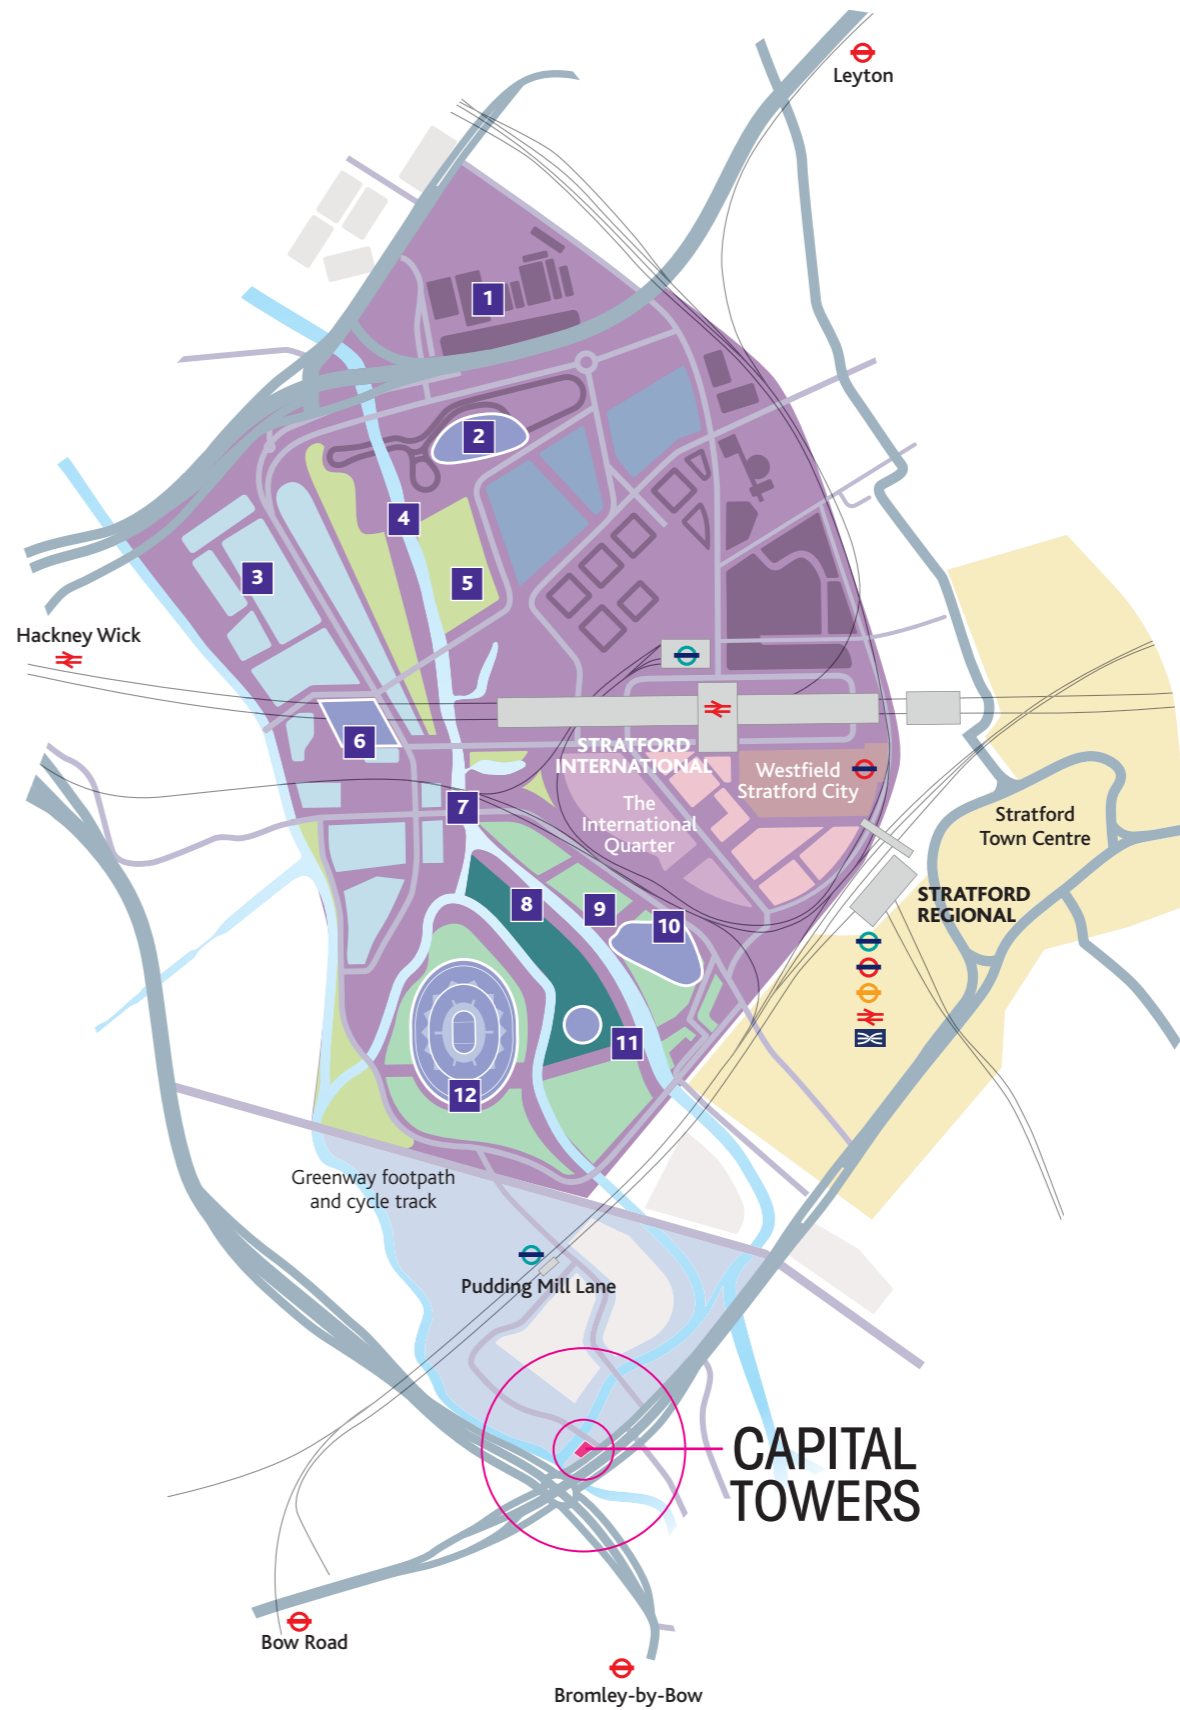 Leyton
1
2
4
3
5
Hackney Wick
6
STRATFORD
INTERNATIONAL
Westfield
Stratford City
The
International
Quarter
7
Stratford
Town Centre
8
9
10
STRATFORD
REGIONAL
11
12
Greenway footpath
and cycle track
Pudding Mill Lane
CAPITAL
TOWERS
Bow Road
Bromley-by-Bow